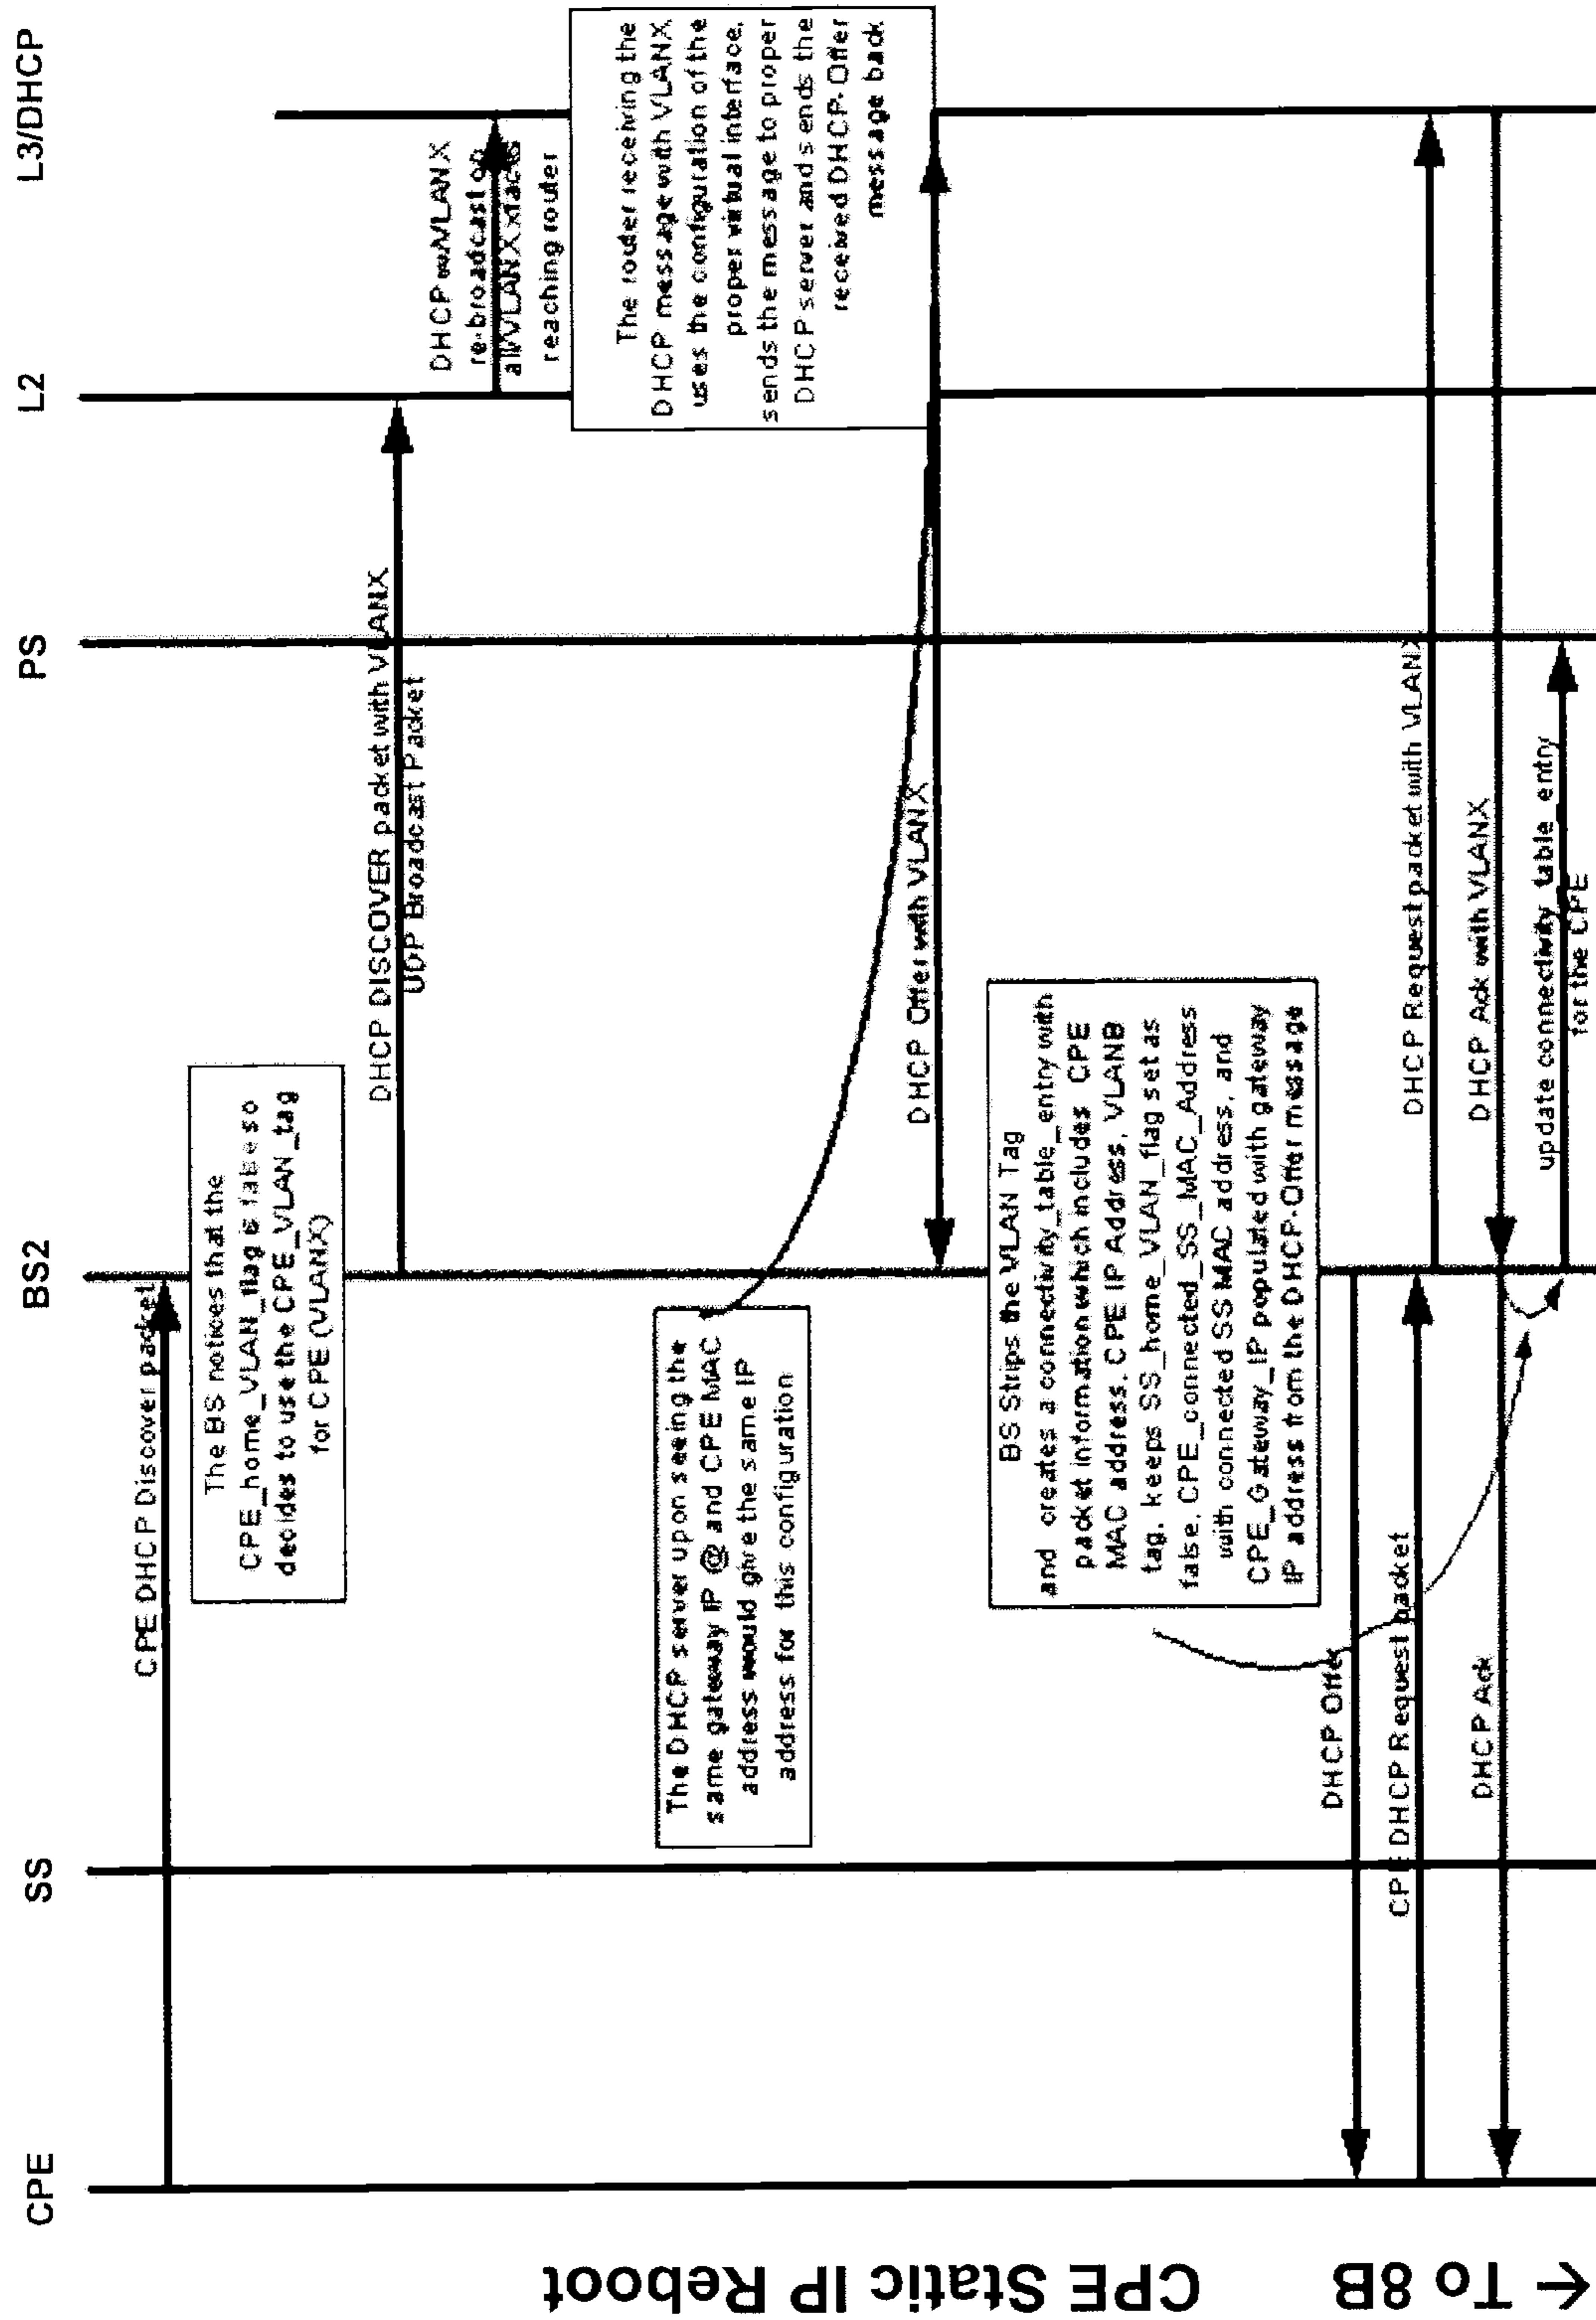 CPE
SS
BS2
PS
L2
L3/DHCP
CPE DHCP Discover packet
The BS notices that the
CPE_home_VLAN_flag is false so
decides to use the CPE_VLAN_tag
for CPE (VLANX)
DHCP DISCOVER packet with VLANX
UDP Broadcast Packet
DHCP w/VLANX
re-broadcast on
all VLANX
reaching router
The router receiving the
DHCP message with VLANX
uses the configuration of the
proper virtual interface,
sends the message to proper
DHCP server and sends the
received DHCP-Offer
message back
The DHCP server upon seeing the
same gateway IP @ and CPE MAC
address would give the same IP
address for this configuration
DHCP Offer with VLANX
BS Strips the VLAN Tag
and creates a connectivity_table_entry with
packet information which includes CPE
MAC address, CPE IP Address, VLANB
tag, keeps SS_home_VLAN_flag set as
false, CPE_connected_SS_MAC_Address
with connected SS MAC address, and
CPE_Gateway_IP populated with gateway
IP address from the DHCP-Offer message
DHCP Offer
CPE DHCP Request packet
DHCP Request packet with VLANX
DHCP Ack with VLANX
DHCP Ack
update connectivity table entry
for the CPE
CPE Static IP Reboot
← To 8B